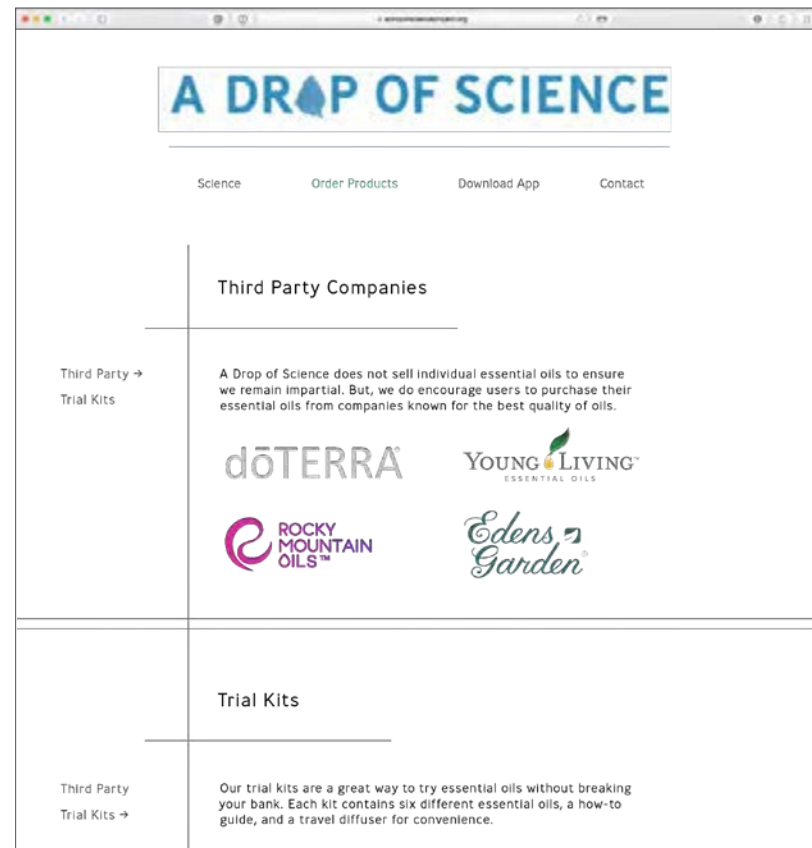 A DROP OF SCIENCE
Science Order Products Download App Contact
Third Party Companies
Third Party →
Trial Kits
A Drop of Science does not sell individual essential oils to ensure
we remain impartial. But, we do encourage users to purchase their
essential oils from companies known for the best quality of oils.
dōTERRA®
YOUNG LIVING™
ESSENTIAL OILS
ROCKY
MOUNTAIN
OILS™
Edens
Garden®
Trial Kits
Third Party
Trial Kits →
Our trial kits are a great way to try essential oils without breaking
your bank. Each kit contains six different essential oils, a how-to
guide, and a travel diffuser for convenience.